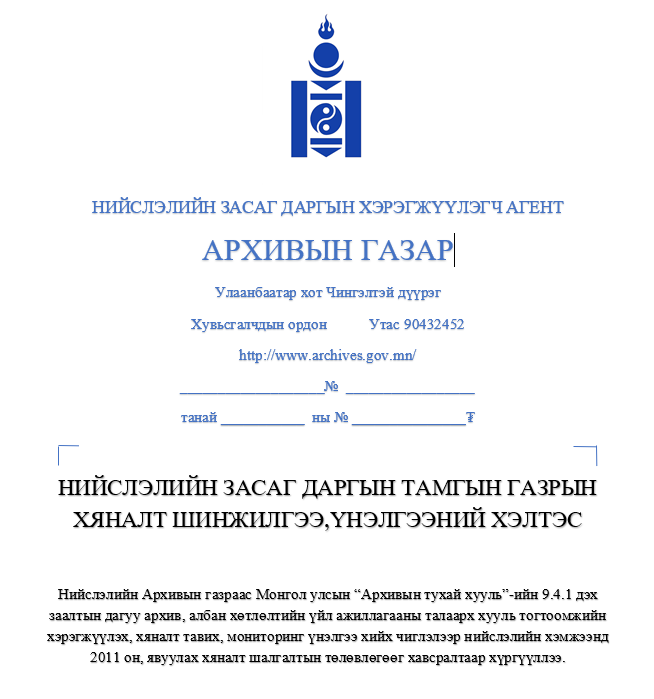 НИЙСЛЭЛИЙН ЗАСАГ ДАРГЫН ХЭРЭГЖҮҮЛЭГЧ АГЕНТ
АРХИВЫН ГАЗАР
Улаанбаатар хот Чингэлтэй дүүрэг
Хувьсгалчдын ордон Утас 90432452
http://www.archives.gov.mn/
___________________№ _________________
танай ___________ ны № _______________₮
НИЙСЛЭЛИЙН ЗАСАГ ДАРГЫН ТАМГЫН ГАЗРЫН
ХЯНАЛТ ШИНЖИЛГЭЭ,ҮНЭЛГЭЭНИЙ ХЭЛТЭС
Нийслэлийн Архивын газраас Монгол улсын “Архивын тухай хууль”-ийн 9.4.1 дэх
заалтын дагуу архив, албан хөтлөлтийн үйл ажиллагааны талаарх хууль тогтоомжийн
хэрэгжүүлэх, хяналт тавих, мониторинг үнэлгээ хийх чиглэлээр нийслэлийн хэмжээнд
2011 он, явуулах хяналт шалгалтын төлөвлөгөөг хавсралтаар хүргүүллээ.